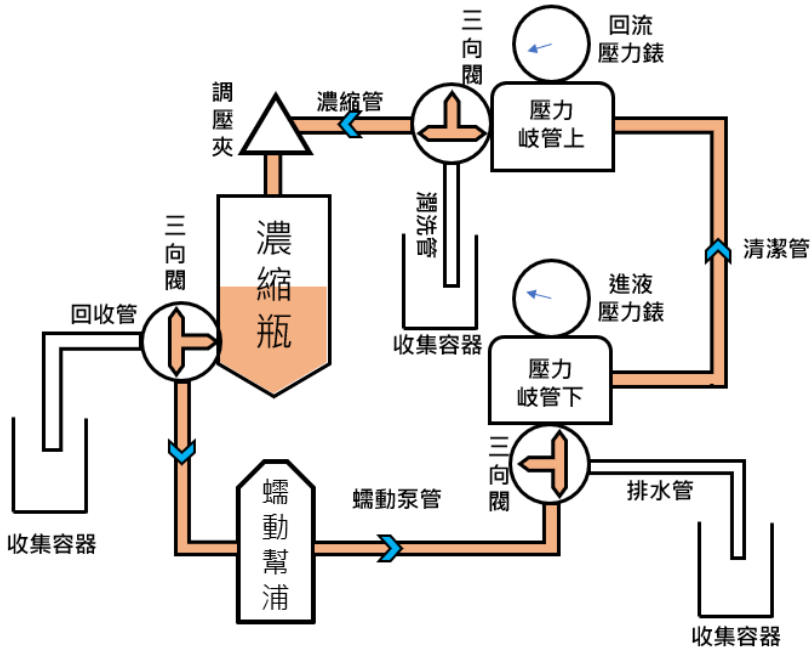 三向閥
回流
壓力錶
調壓夾
濃縮管
壓力
岐管上
三向閥
濃縮瓶
潤洗管
清潔管
進液
壓力錶
回收管
收集容器
壓力
岐管下
三向閥
蠕動幫浦
蠕動泵管
排水管
收集容器
收集容器